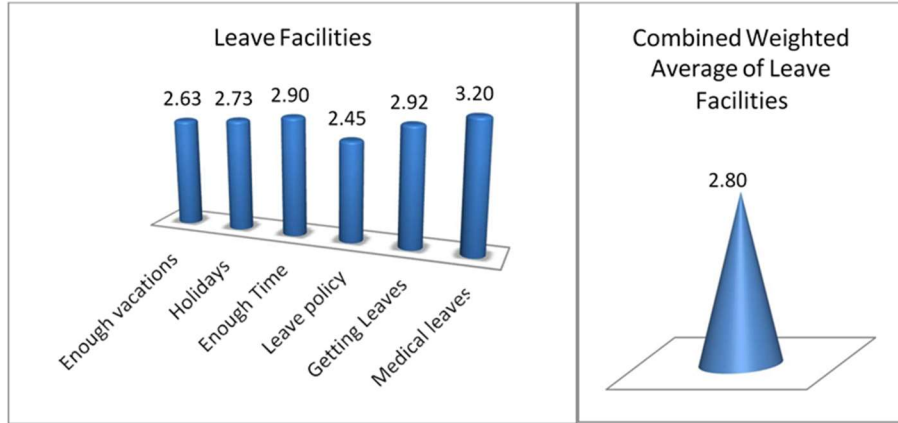 Leave Facilities
2.63 2.73 2.90 2.45 2.92 3.20
Enough vacations
Holidays
Enough Time
Leave policy
Getting Leaves
Medical leaves
Combined Weighted
Average of Leave
Facilities
2.80